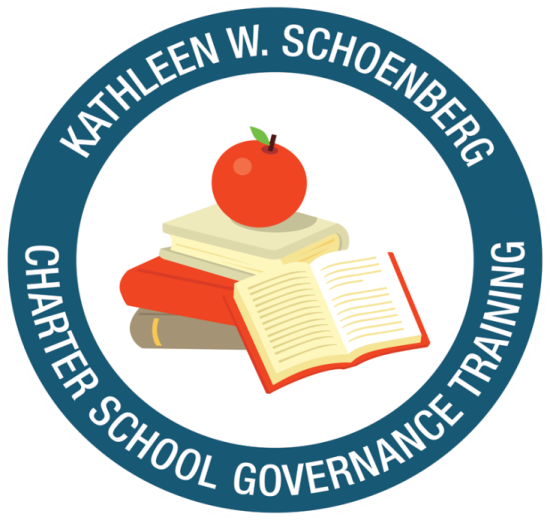 KATHLEEN W. SCHOENBERG
CHARTER SCHOOL GOVERNANCE TRAINING